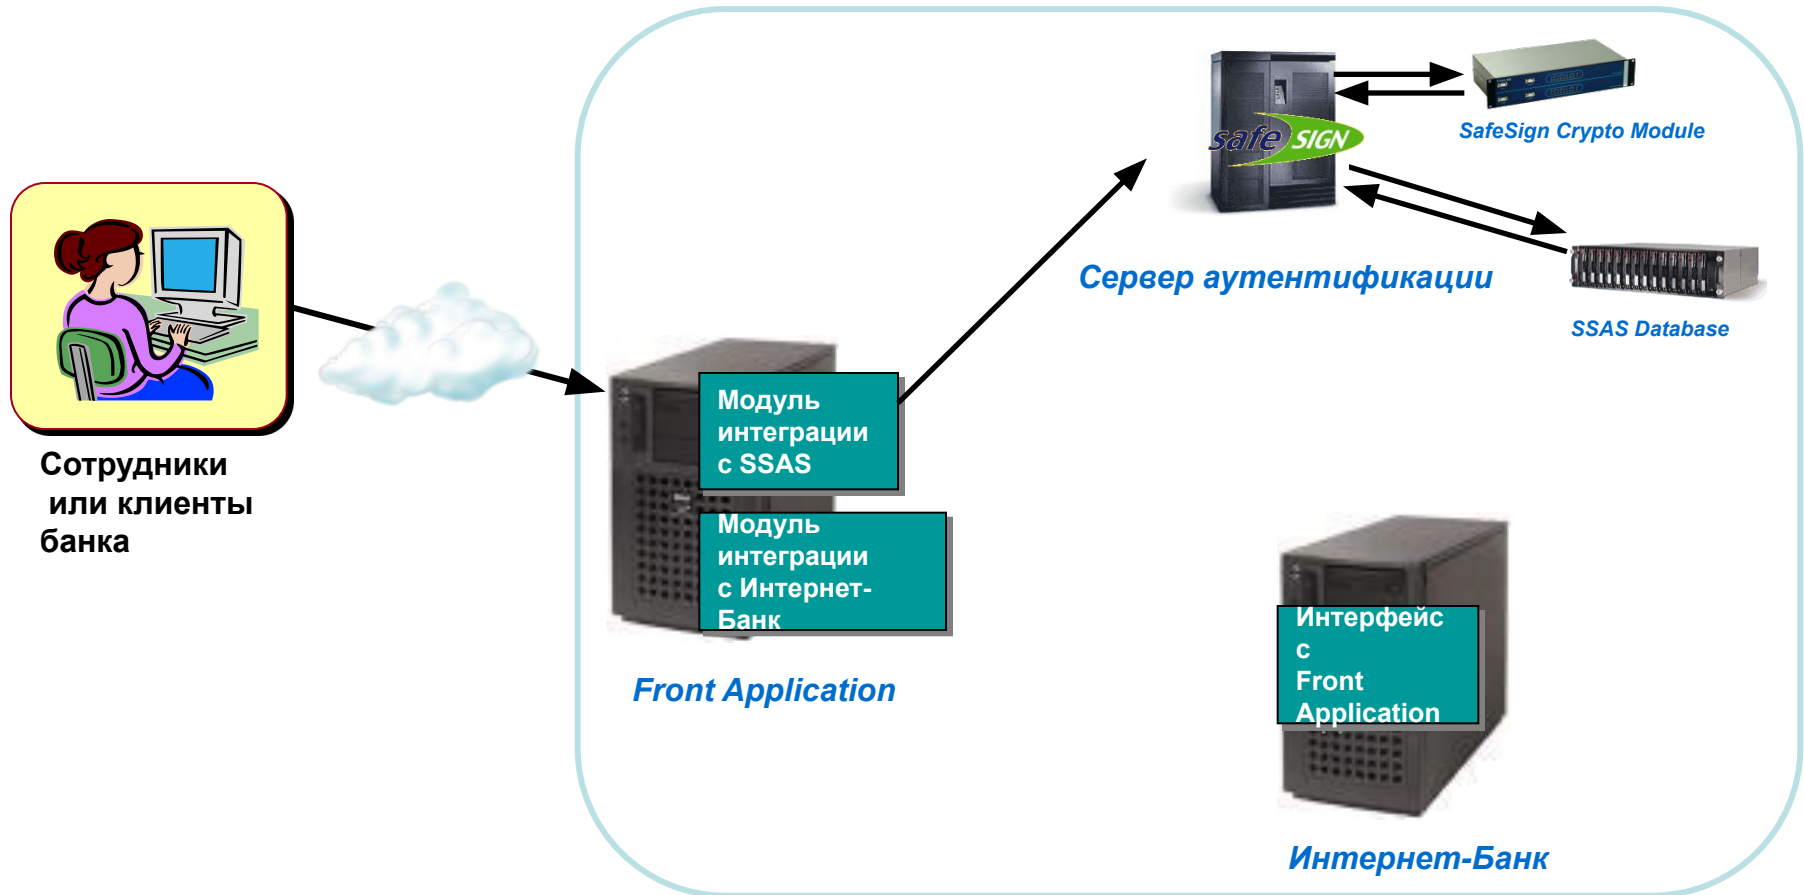 safe SIGN
SafeSign Crypto Module
Сервер аутентификации
SSAS Database
Модуль
интеграции
с SSAS
Сотрудники
или клиенты
банка
Модуль
интеграции
с Интернет-
Банк
Front Application
Интерфейс
с
Front
Application
Интернет-Банк